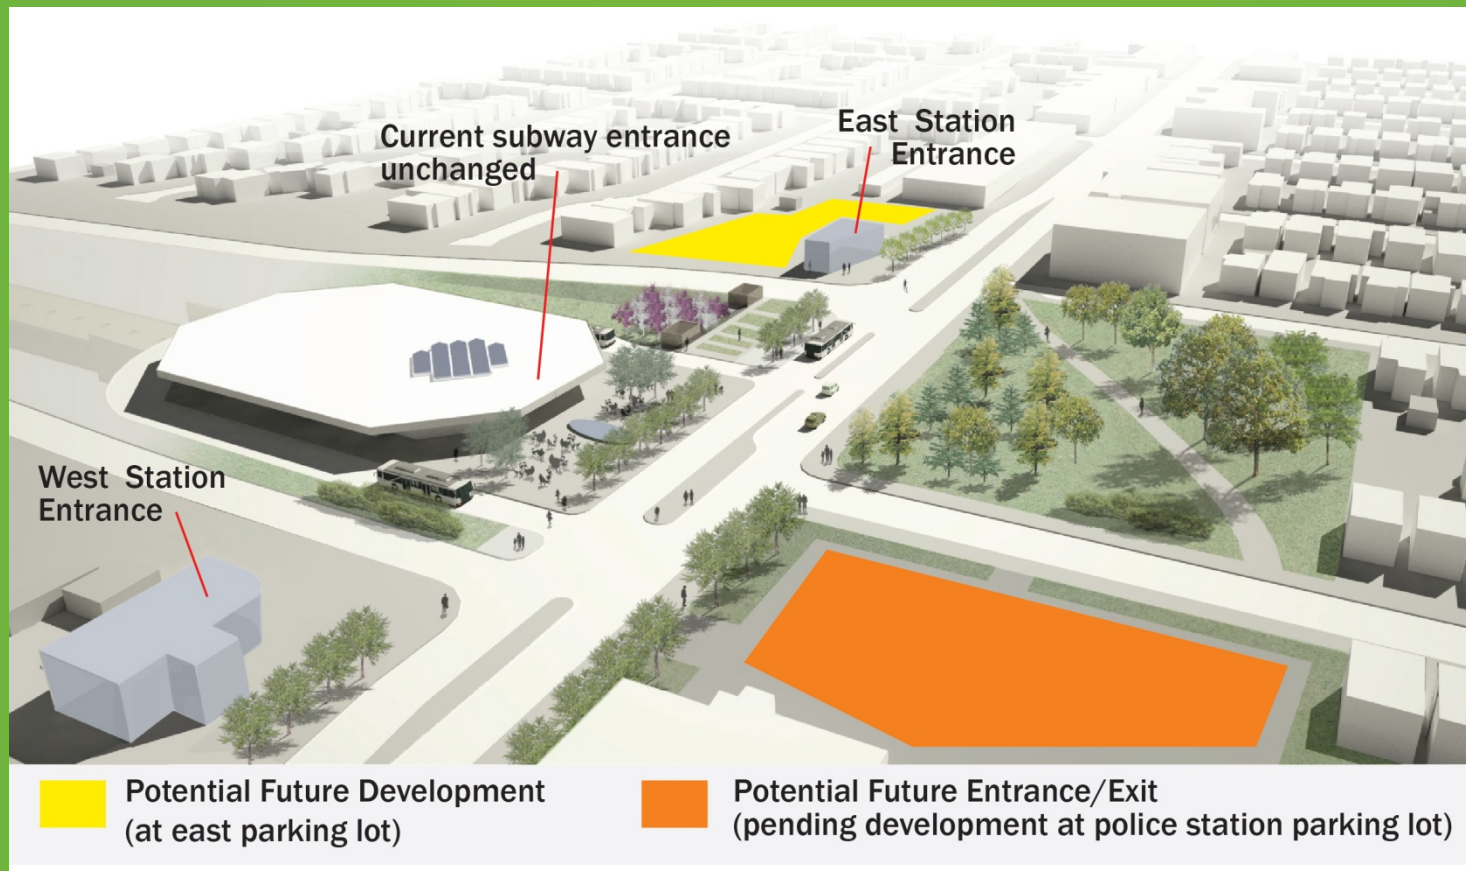 Current subway entrance
unchanged
East Station
Entrance
West Station
Entrance
Potential Future Development
(at east parking lot)
Potential Future Entrance/Exit
(pending development at police station parking lot)